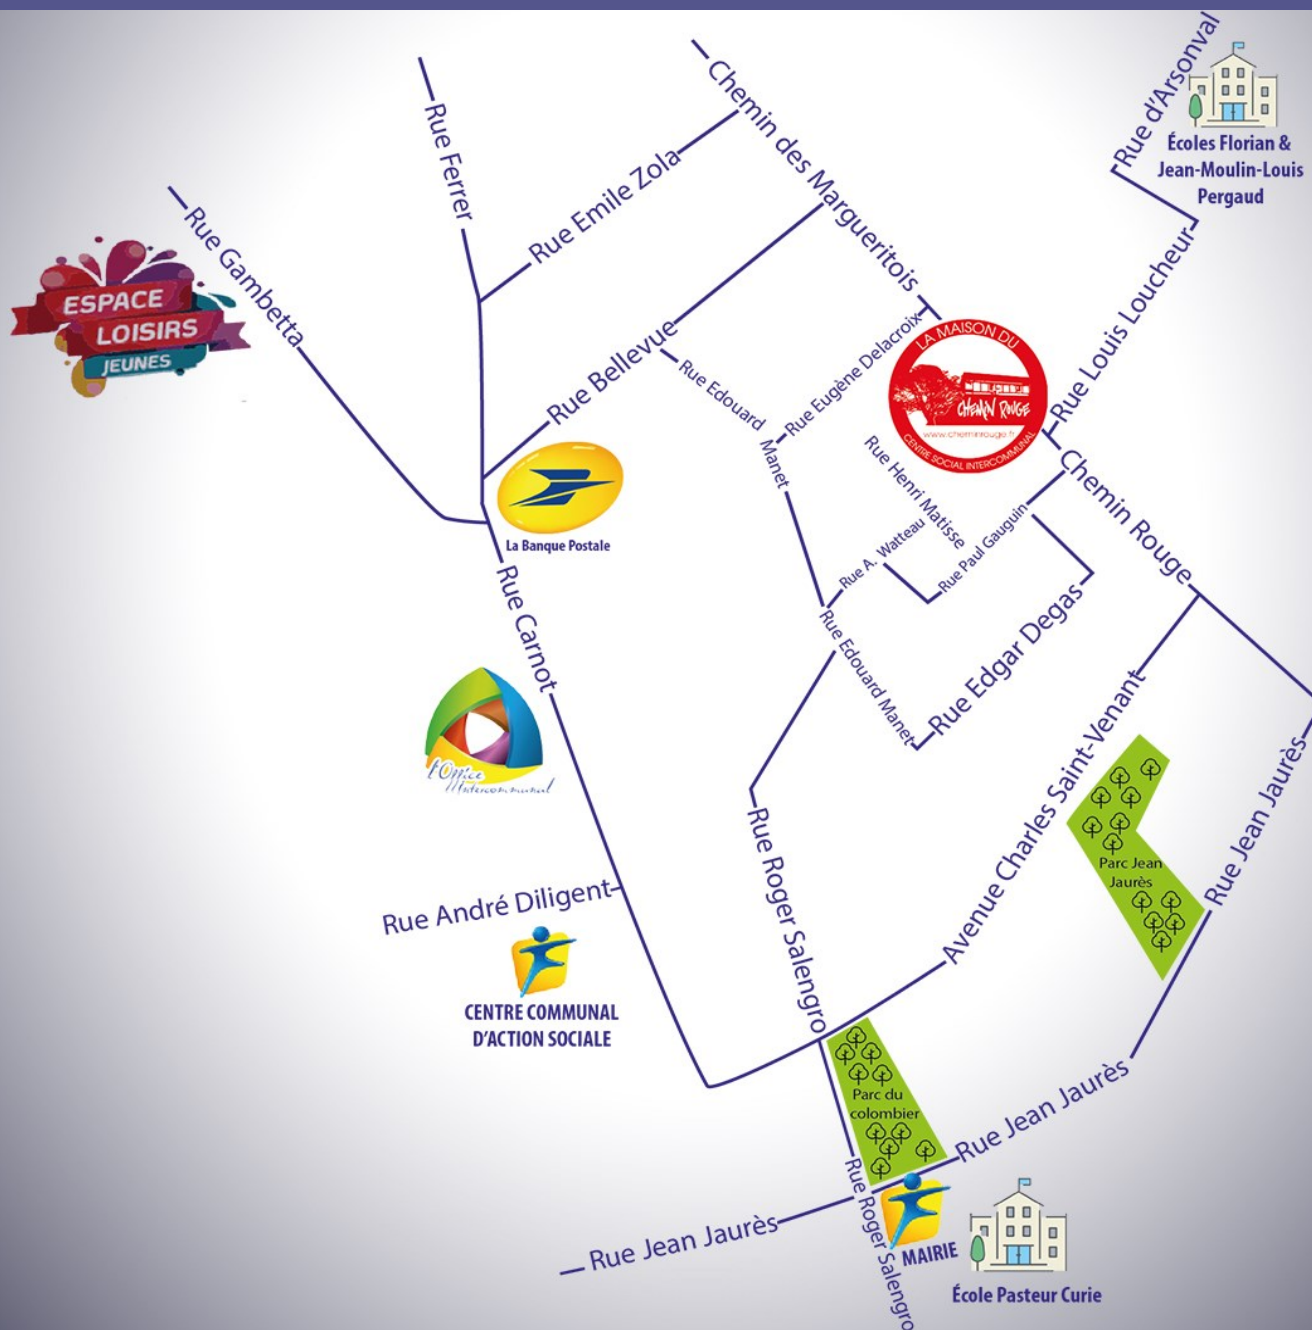 Rue d'Arsonval
Écoles Florian &
Jean-Moulin-Louis
Pergaud
Chemin des Margueritois
Rue Ferrer
Rue Emile Zola
Rue Gambetta
ESPACE
LOISIRS
JEUNES
Rue Louis Loucheur
Rue Bellevue
Rue Edouard
Manet
Rue Eugène Delacroix
LA MAISON DU
CHEMIN ROUGE
www.cheminrouge.fr
CENTRE SOCIAL INTERCOMMUNAL
Rue Henri Matisse
Chemin Rouge
La Banque Postale
Rue A. Watteau
Rue Paul Gauguin
Rue Carnot
Rue Edouard Manet
Rue Edgar Degas
l'Office
Intercommunal
Avenue Charles Saint-Venant
Rue Jean Jaurès
Parc Jean
Jaurès
Rue Roger Salengro
Rue André Diligent
CENTRE COMMUNAL
D'ACTION SOCIALE
Parc du
colombier
Rue Jean Jaurès
Rue Jean Jaurès
Rue Roger Salengro
MAIRIE
École Pasteur Curie